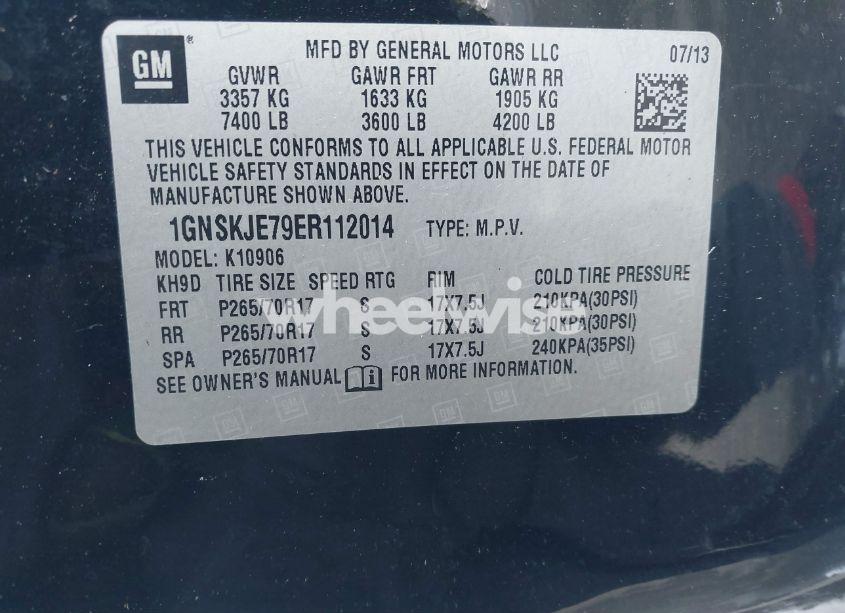 GM ® MFD BY GENERAL MOTORS LLC 07/13
GVWR GAWR FRT GAWR RR
3357 KG 1633 KG 1905 KG
7400 LB 3600 LB 4200 LB
THIS VEHICLE CONFORMS TO ALL APPLICABLE U.S. FEDERAL MOTOR
VEHICLE SAFETY STANDARDS IN EFFECT ON THE DATE OF
MANUFACTURE SHOWN ABOVE.
1GNSKJE79ER112014 TYPE: M.P.V.
MODEL: K10906
KH9D TIRE SIZE SPEED RTG RIM COLD TIRE PRESSURE
FRT P265/70R17 S 17X7.5J 210KPA(30PSI)
wheelwise
RR P265/70R17 S 17X7.5J 210KPA(30PSI)
SPA P265/70R17 S 17X7.5J 240KPA(35PSI)
SEE OWNER'S MANUAL FOR MORE INFORMATION.